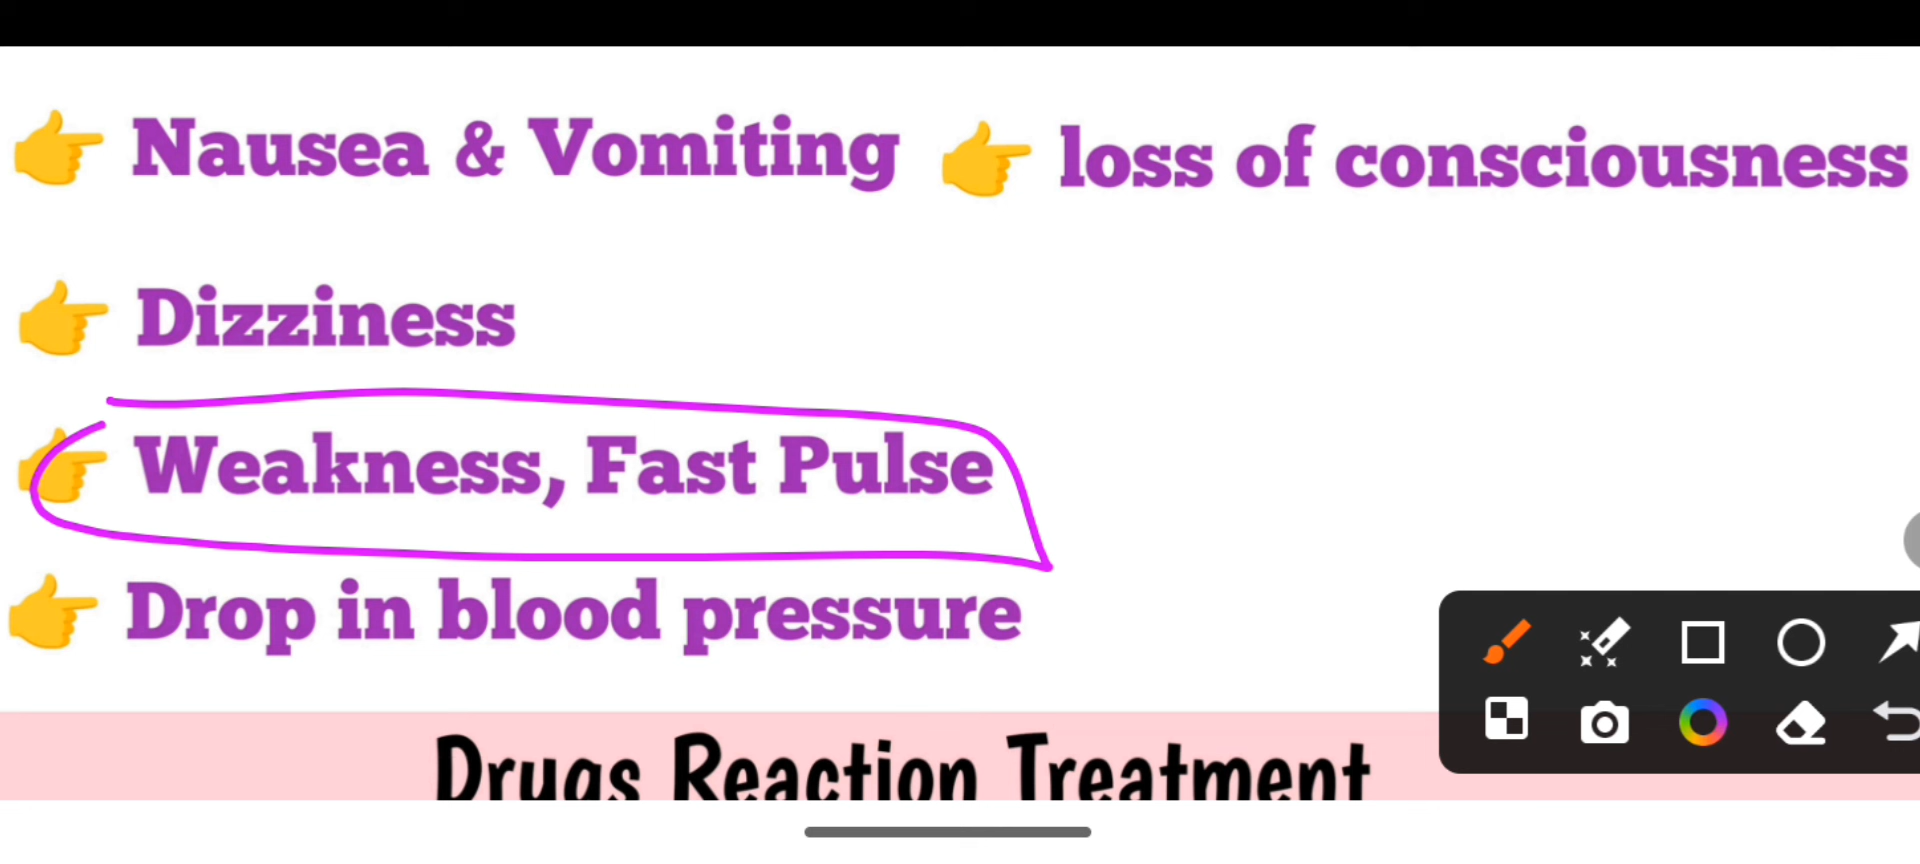 👉 Nausea & Vomiting 👉 loss of consciousness
👉 Dizziness
👉 Weakness, Fast Pulse
👉 Drop in blood pressure
Drugs Reaction Treatment